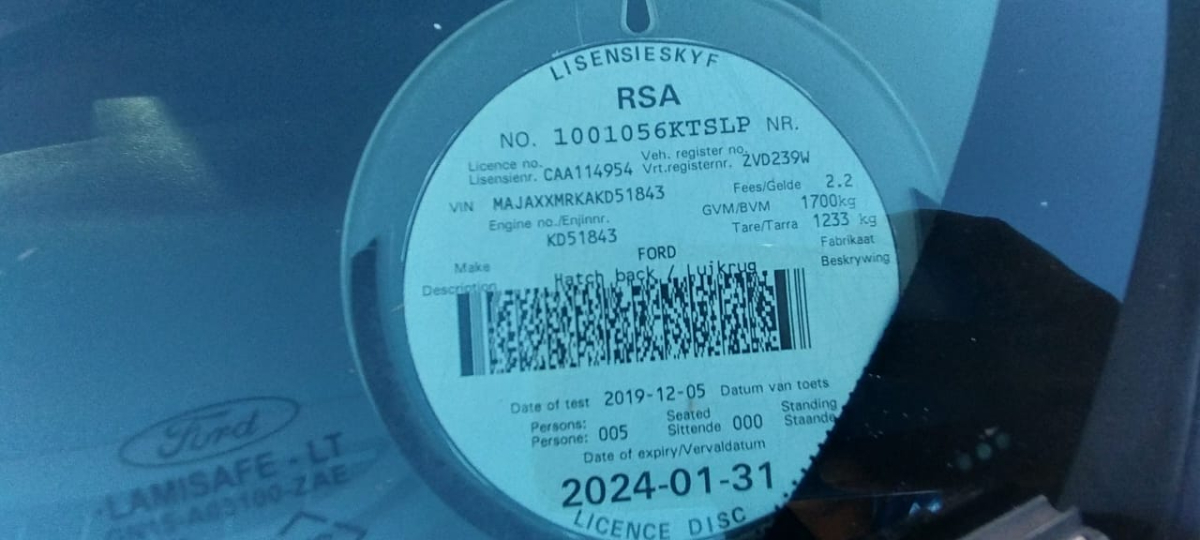 LISENSIESKYF
RSA
NO. 1001056KTSLP NR.
Licence no. Veh. register no.
Lisensienr. CAA114954 Vrt.registernr. ZVD239W
VIN MAJAXXMRKAKD51843 Fees/Gelde 2.2
Engine no./Enjinnr. GVM/BVM 1700kg
KD51843 Tare/Tarra 1233 kg
Make FORD Fabrikaat
Description Hatch back / Luikrug Beskrywing
Date of test 2019-12-05 Datum van toets
Persons: Seated Standing
Persone: 005 Sittende 000 Staande
Date of expiry/Vervaldatum
2024-01-31
LICENCE DISC
Ford
LAMISAFE - LT